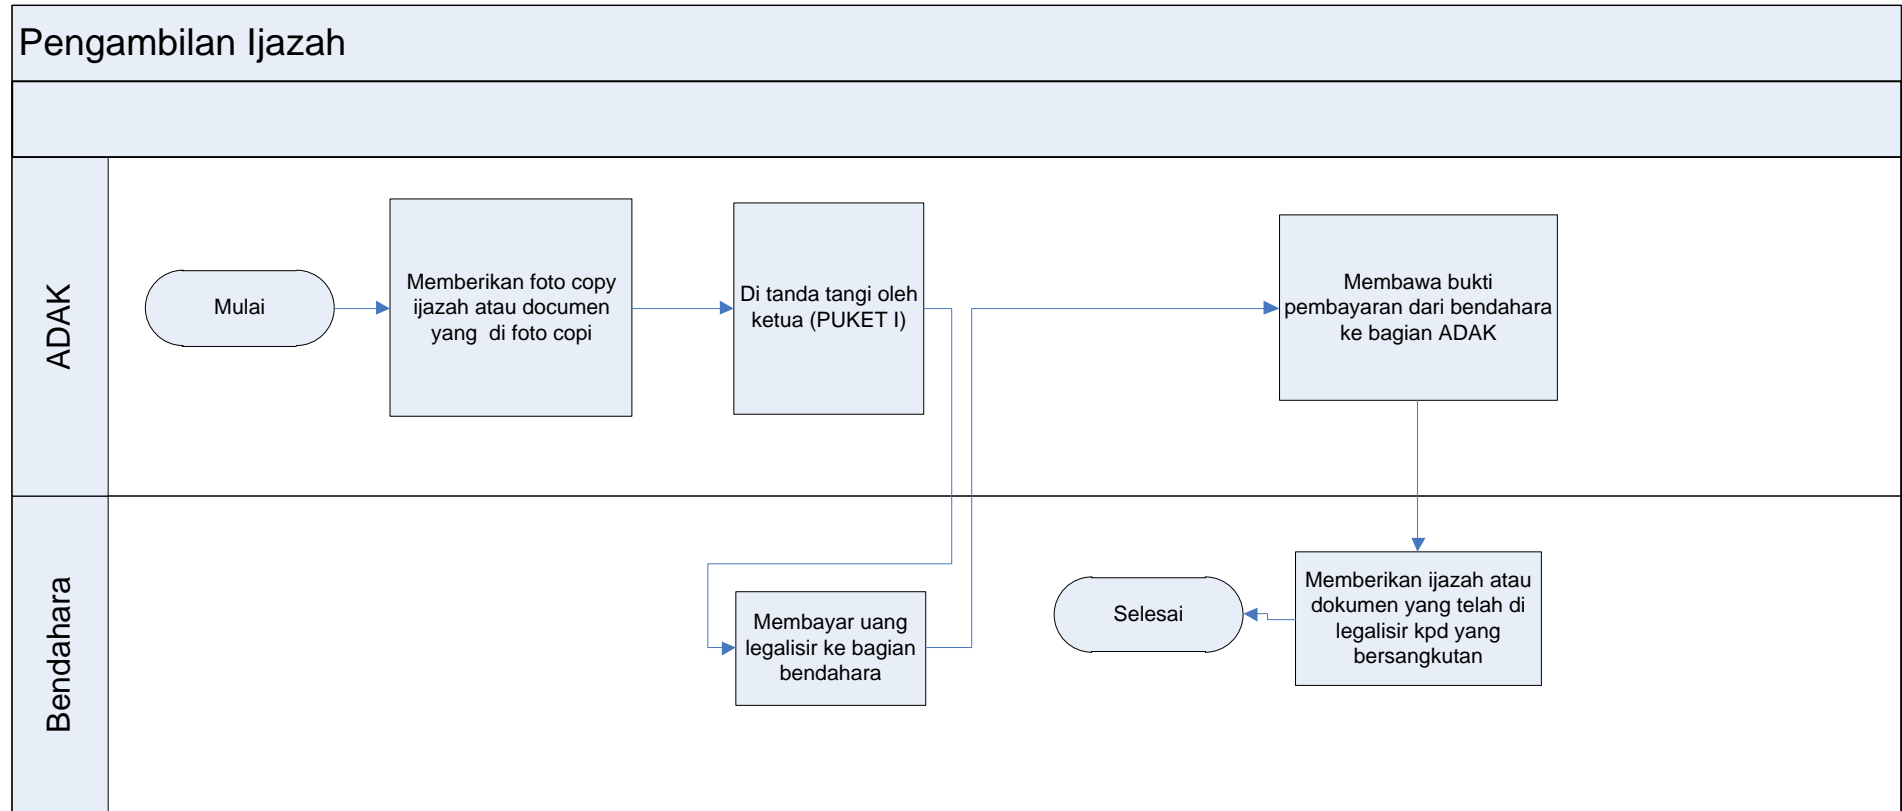 Pengambilan Ijazah
ADAK
Mulai
Memberikan foto copy
ijazah atau documen
yang di foto copi
Di tanda tangi oleh
ketua (PUKET I)
Membawa bukti
pembayaran dari bendahara
ke bagian ADAK
Bendahara
Membayar uang
legalisir ke bagian
bendahara
Selesai
Memberikan ijazah atau
dokumen yang telah di
legalisir kpd yang
bersangkutan